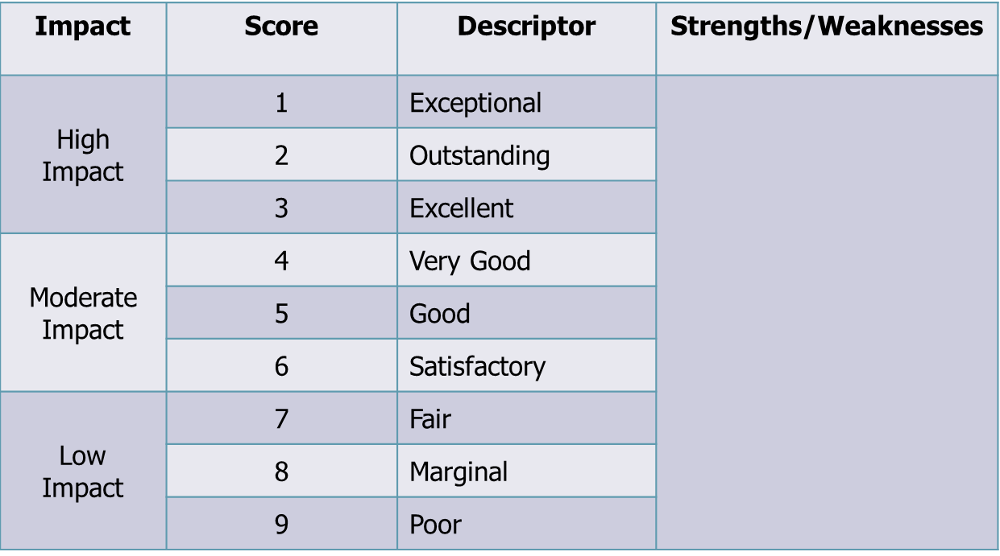 Impact Score Descriptor Strengths/Weaknesses
High
Impact
1 Exceptional
2 Outstanding
3 Excellent
Moderate
Impact
4 Very Good
5 Good
6 Satisfactory
Low
Impact
7 Fair
8 Marginal
9 Poor